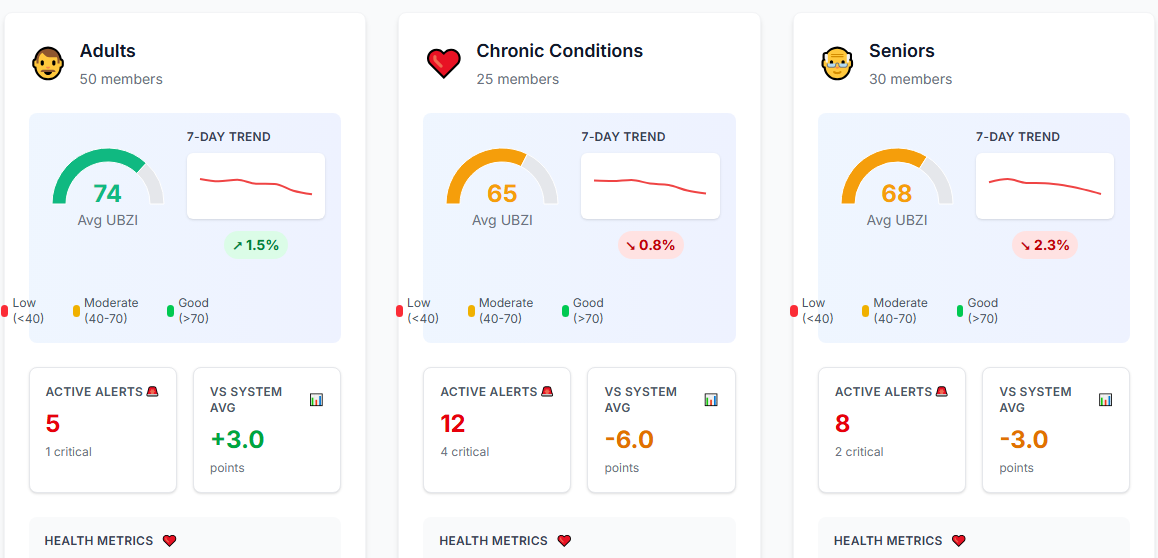 Adults
50 members
7-DAY TREND
74
Avg UBZI
↗ 1.5%
Low
(<40)
Moderate
(40-70)
Good
(>70)
ACTIVE ALERTS
5
1 critical
VS SYSTEM
AVG
+3.0
points
HEALTH METRICS
Chronic Conditions
25 members
7-DAY TREND
65
Avg UBZI
↘ 0.8%
Low
(<40)
Moderate
(40-70)
Good
(>70)
ACTIVE ALERTS
12
4 critical
VS SYSTEM
AVG
-6.0
points
HEALTH METRICS
Seniors
30 members
7-DAY TREND
68
Avg UBZI
↘ 2.3%
Low
(<40)
Moderate
(40-70)
Good
(>70)
ACTIVE ALERTS
8
2 critical
VS SYSTEM
AVG
-3.0
points
HEALTH METRICS